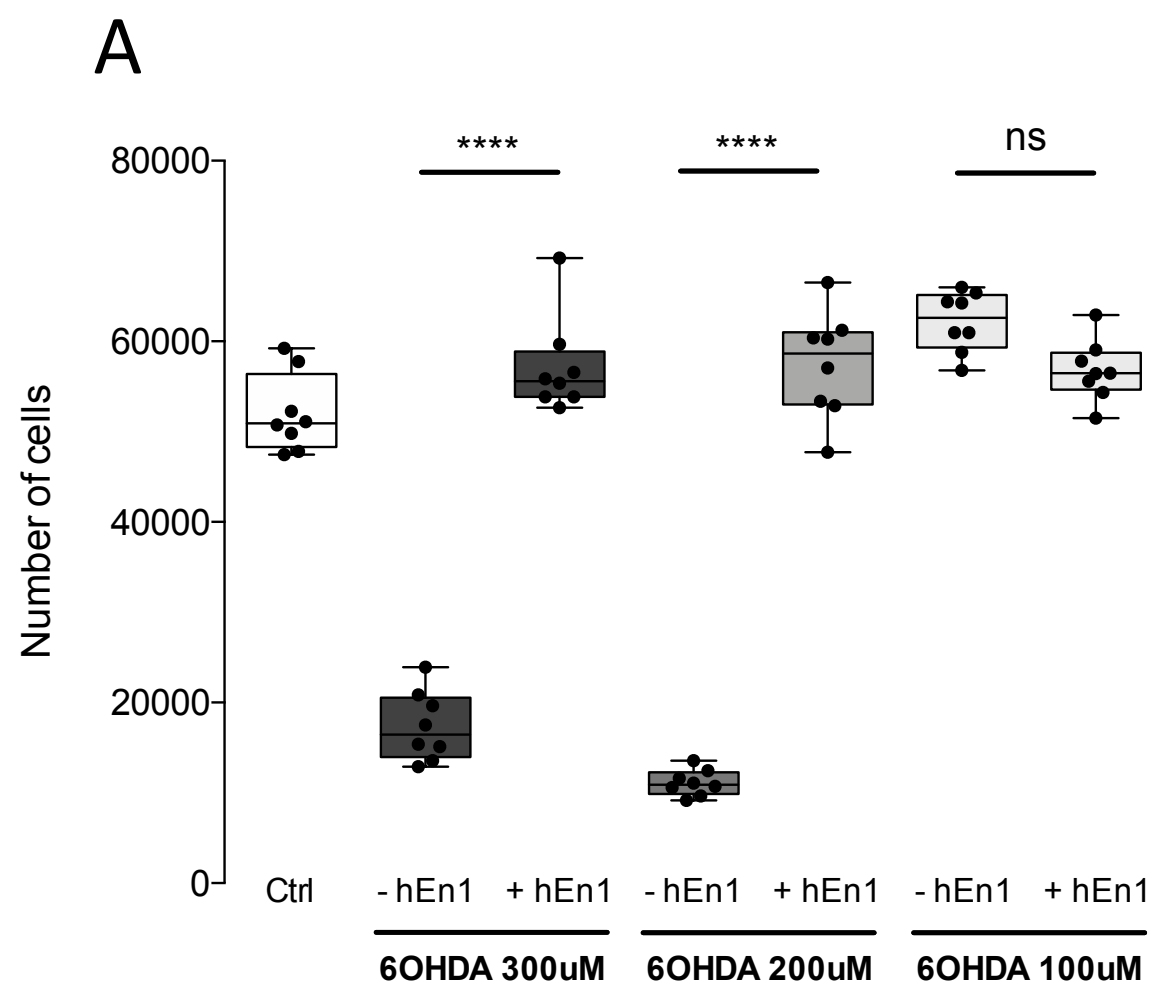 A
**** **** ns
80000
60000
40000
20000
0
Number of cells
Ctrl - hEn1 + hEn1 - hEn1 + hEn1 - hEn1 + hEn1
6OHDA 300uM 6OHDA 200uM 6OHDA 100uM